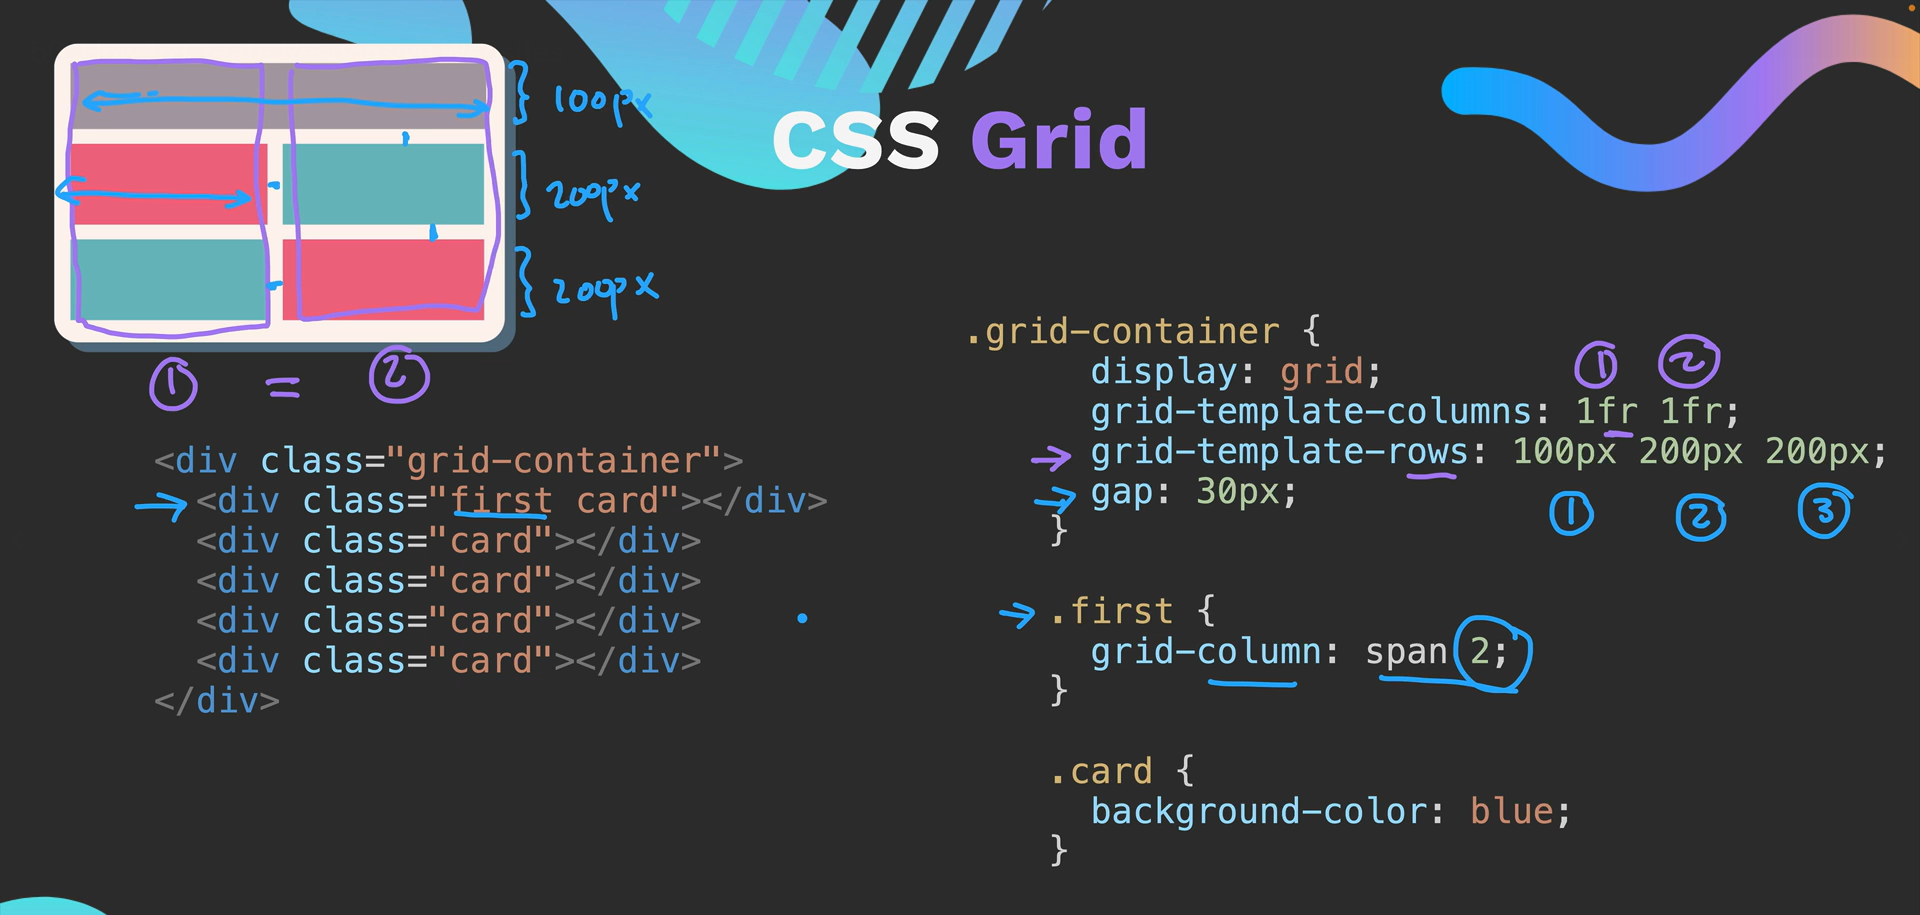 CSS Grid
100px
200px
200px
1 = 2
<div class="grid-container">
<div class="first card"></div>
<div class="card"></div>
<div class="card"></div>
<div class="card"></div>
<div class="card"></div>
</div>
.grid-container {
display: grid;
1 2
grid-template-columns: 1fr 1fr;
grid-template-rows: 100px 200px 200px;
gap: 30px;
1 2 3
}
.first {
grid-column: span 2;
}
.card {
background-color: blue;
}